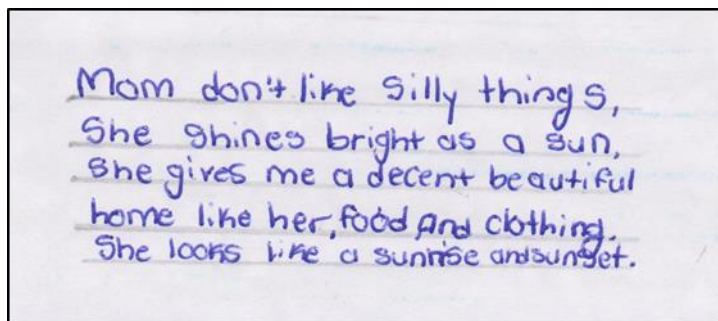 Mom don't like silly things,
She shines bright as a sun.
She gives me a decent beautiful
home like her, food And clothing.
She looks like a sunrise and sunset.